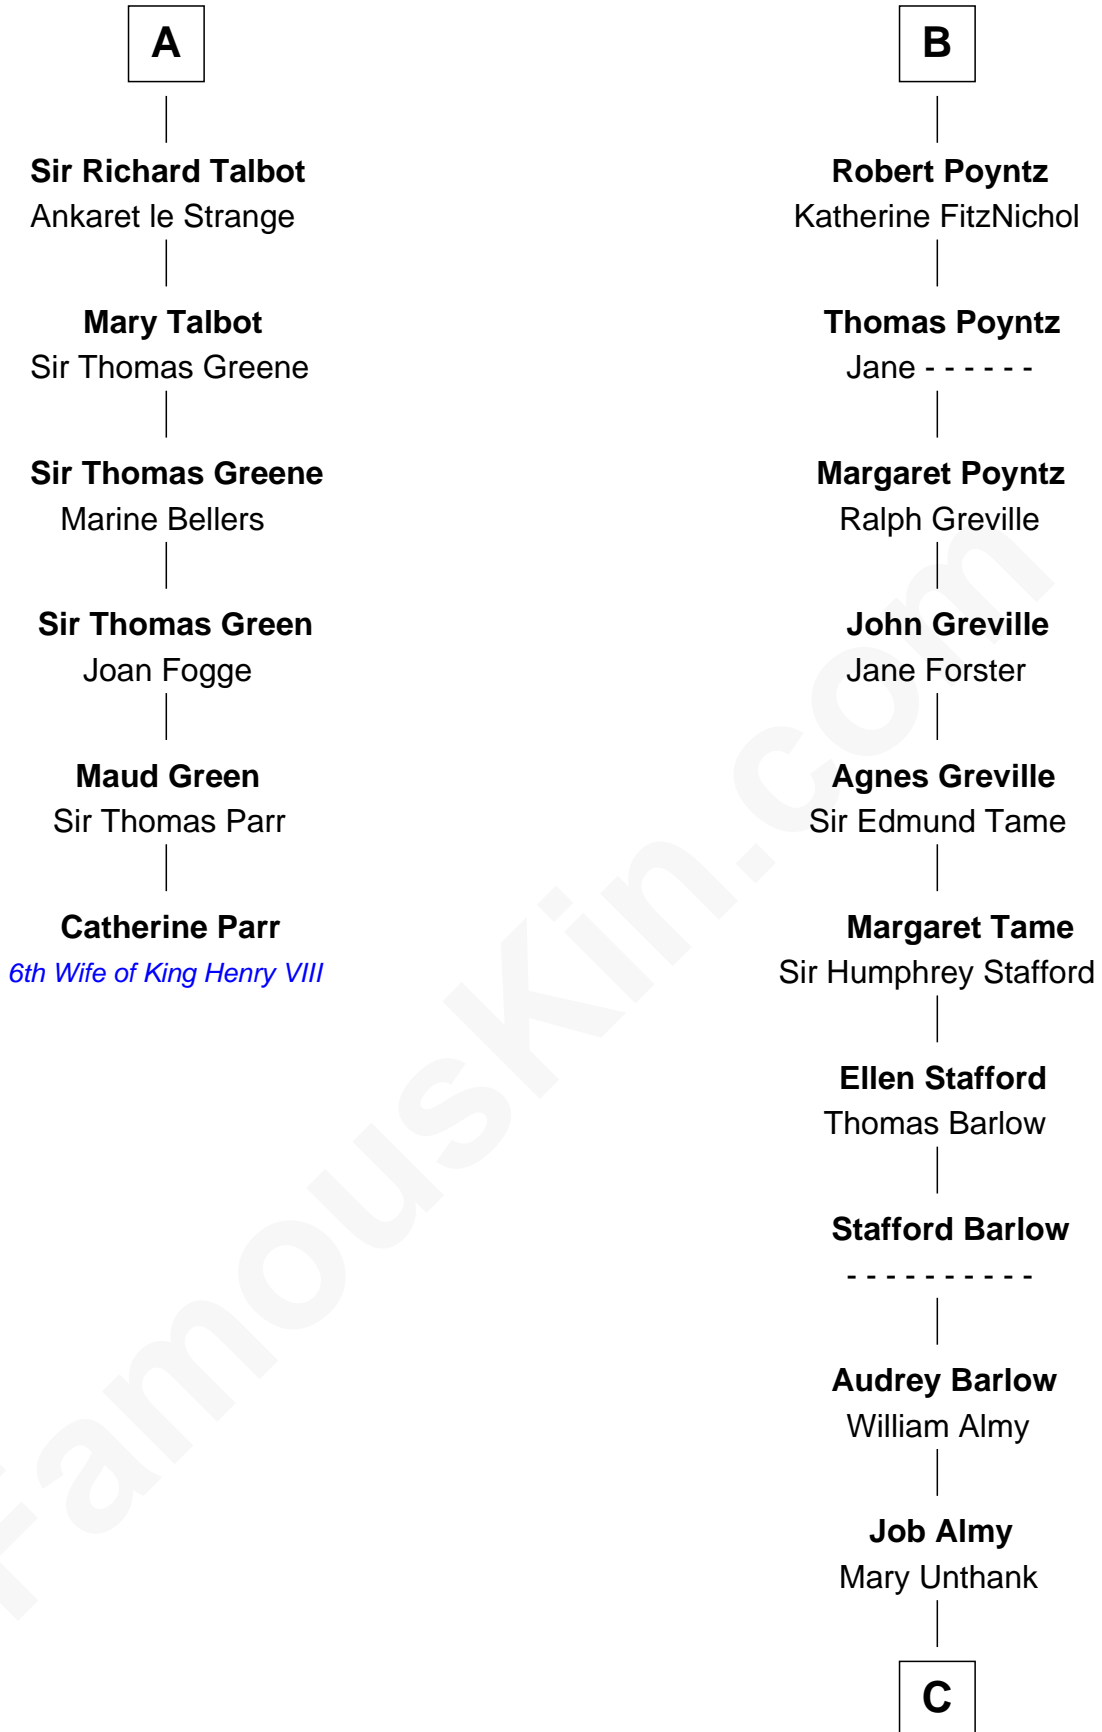 A
Sir Richard Talbot
Ankaret le Strange
Mary Talbot
Sir Thomas Greene
Sir Thomas Greene
Marine Bellers
Sir Thomas Green
Joan Fogge
Maud Green
Sir Thomas Parr
Catherine Parr
6th Wife of King Henry VIII
B
Robert Poyntz
Katherine FitzNichol
Thomas Poyntz
Jane - - - - - -
Margaret Poyntz
Ralph Greville
John Greville
Jane Forster
Agnes Greville
Sir Edmund Tame
Margaret Tame
Sir Humphrey Stafford
Ellen Stafford
Thomas Barlow
Stafford Barlow
- - - - - - - - - -
Audrey Barlow
William Almy
Job Almy
Mary Unthank
C
FamousKin.com